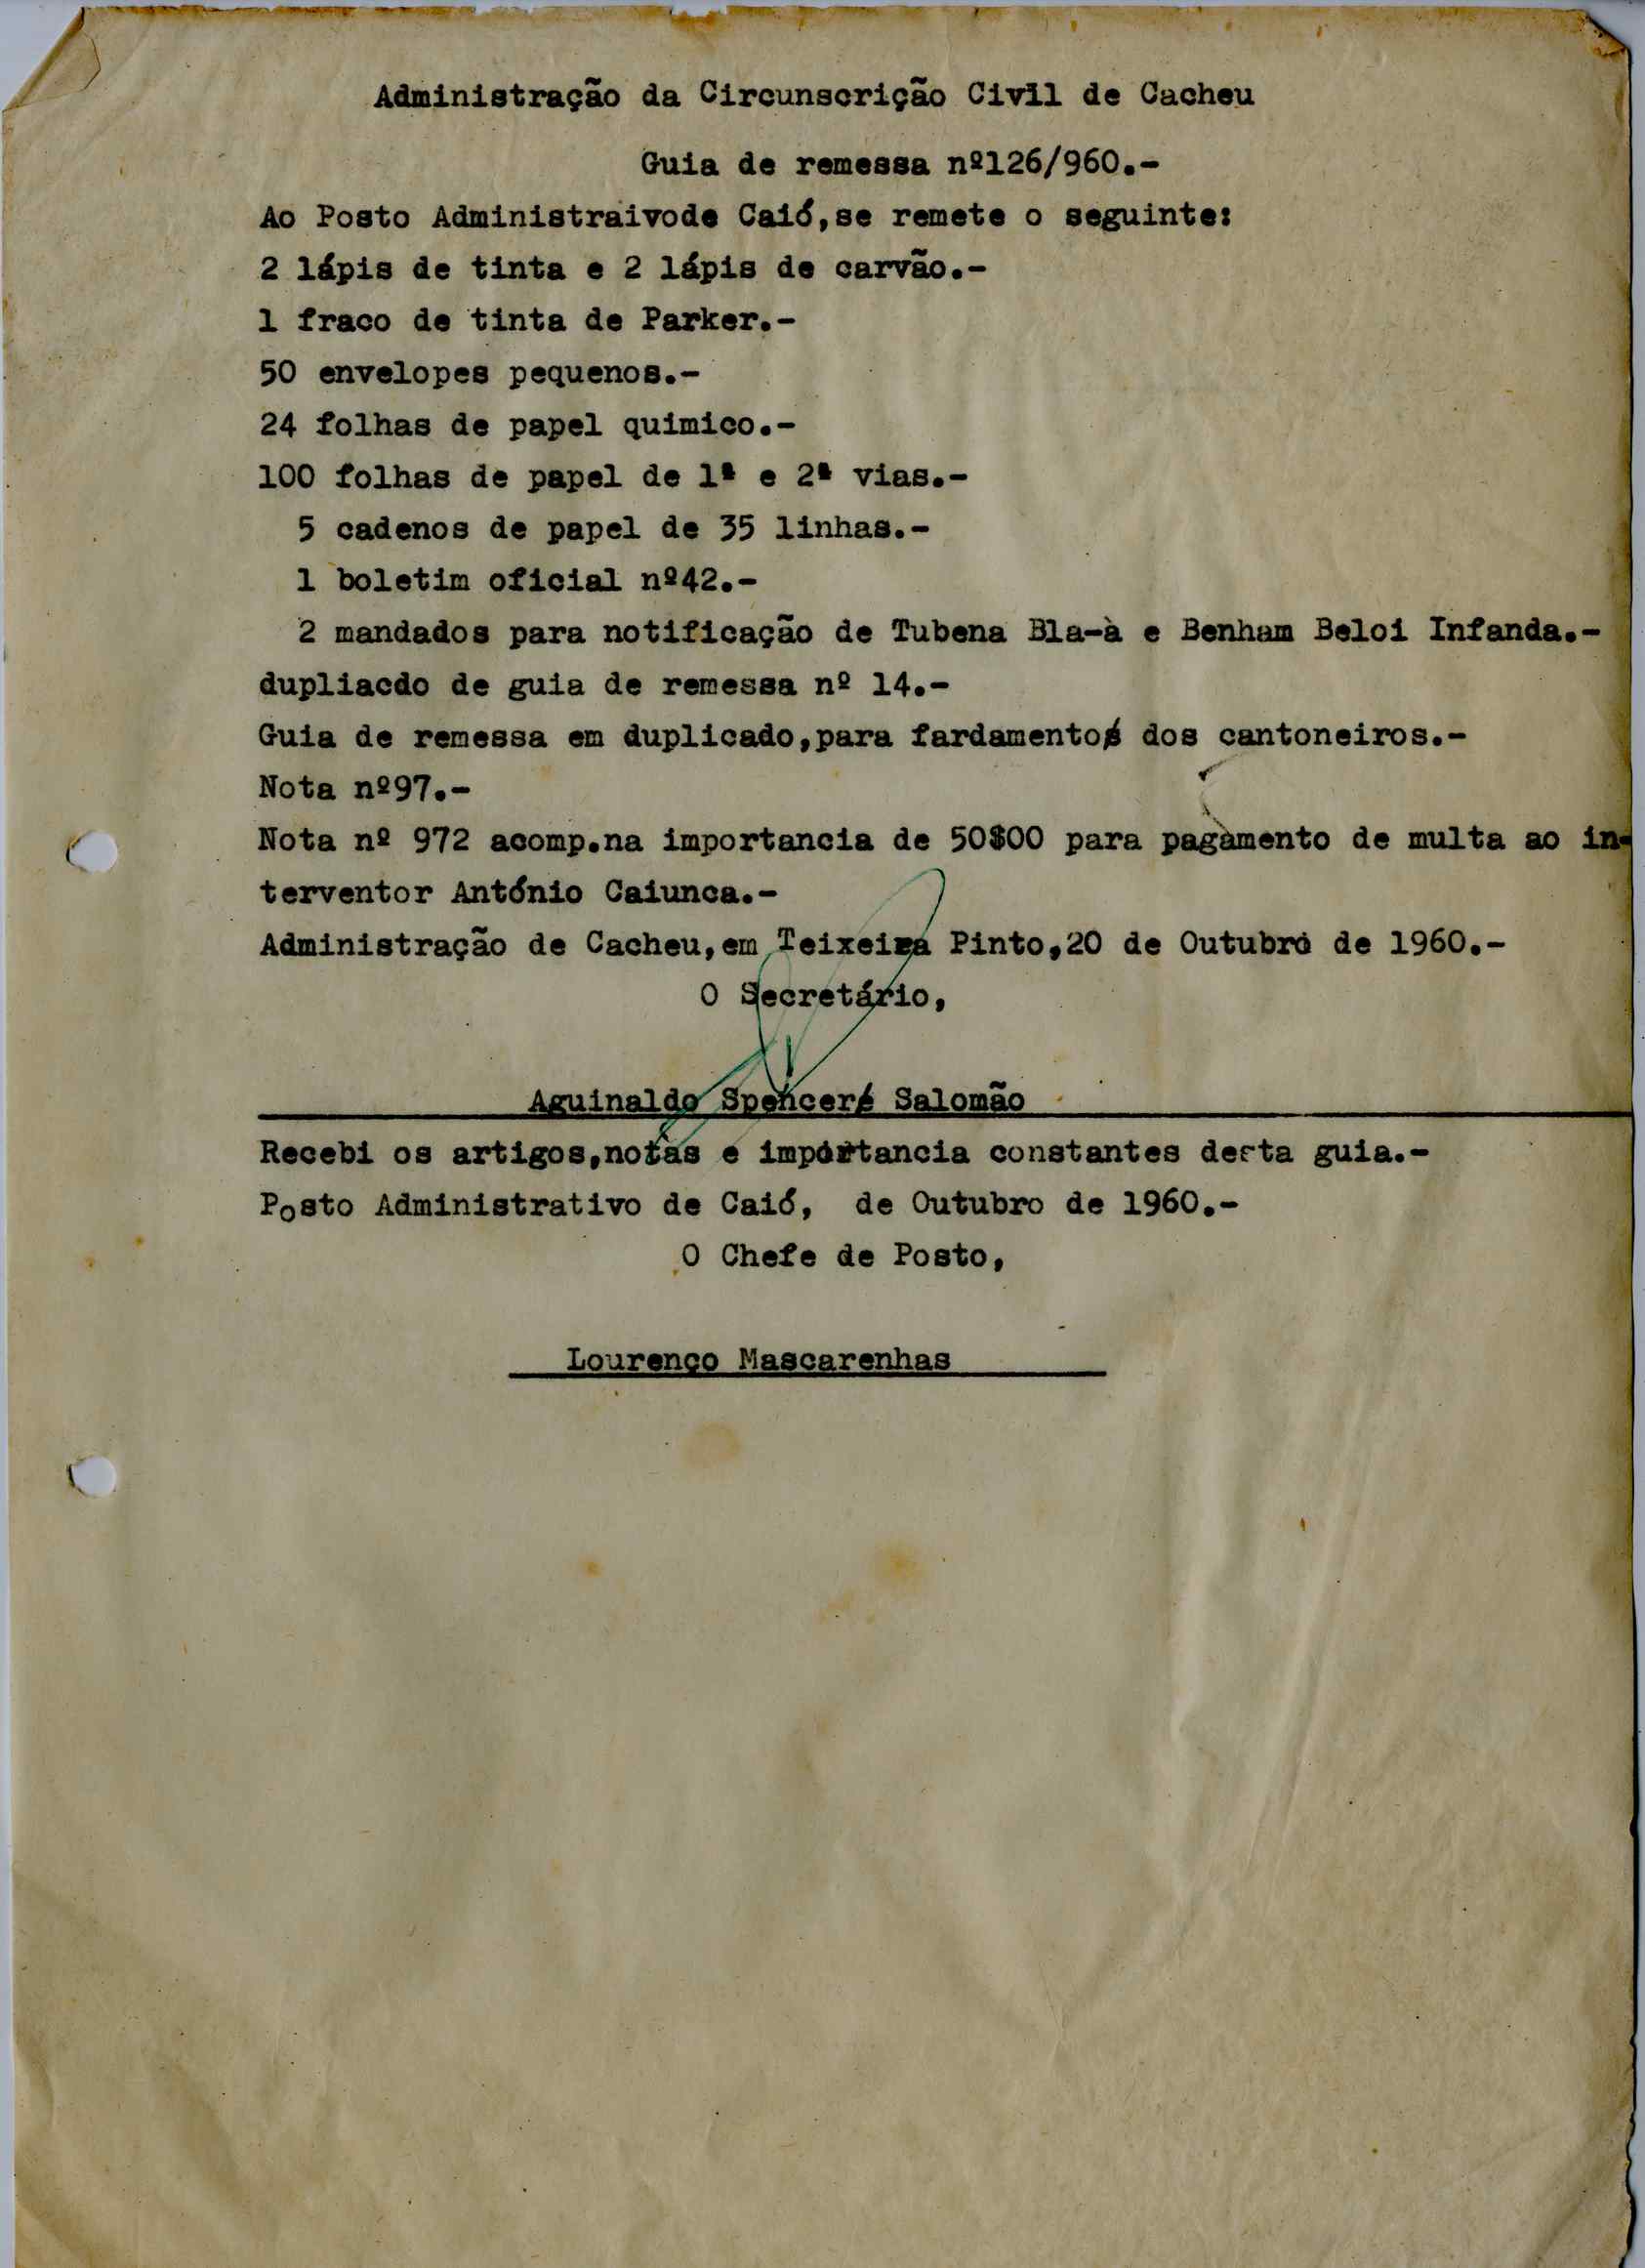 Administração da Circunscrição Civil de Cacheu
Guia de remessa nº126/960.-
Ao Posto Administraivode Caió,se remete o seguinte:
2 lápis de tinta e 2 lápis de carvão.-
1 fraco de tinta de Parker.-
50 envelopes pequenos.-
24 folhas de papel quimico.-
100 folhas de papel de 1ª e 2ª vias.-
5 cadenos de papel de 35 linhas.-
1 boletim oficial nº42.-
2 mandados para notificação de Tubena Bla-à e Benham Beloi Infanda.-
dupliacdo de guia de remessa nº 14.-
Guia de remessa em duplicado,para fardamentos dos cantoneiros.-
Nota nº97.-
Nota nº 972 acomp.na importancia de 50$00 para pagamento de multa ao in-
terventor António Caiunca.-
Administração de Cacheu,em Teixeira Pinto,20 de Outubro de 1960.-
O Secretário,
Aguinaldo Spencer Salomão
Recebi os artigos,notas e importancia constantes desta guia.-
Posto Administrativo de Caió, de Outubro de 1960.-
O Chefe de Posto,
Lourenço Mascarenhas